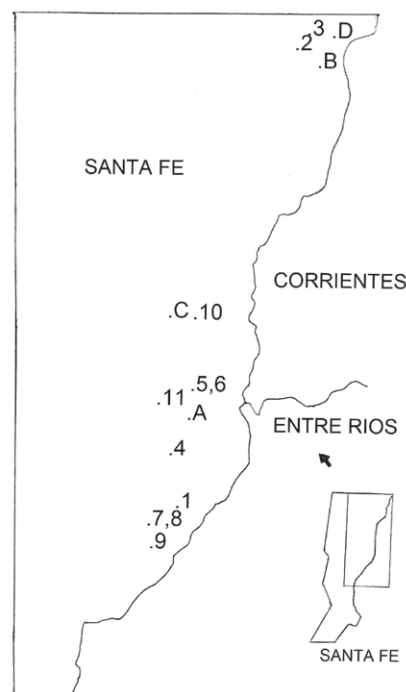 .3 .D
.2
.B
SANTA FE
CORRIENTES
.C .10
.5,6
.11
.A
ENTRE RIOS
.4
.1
.7,8
.9
SANTA FE